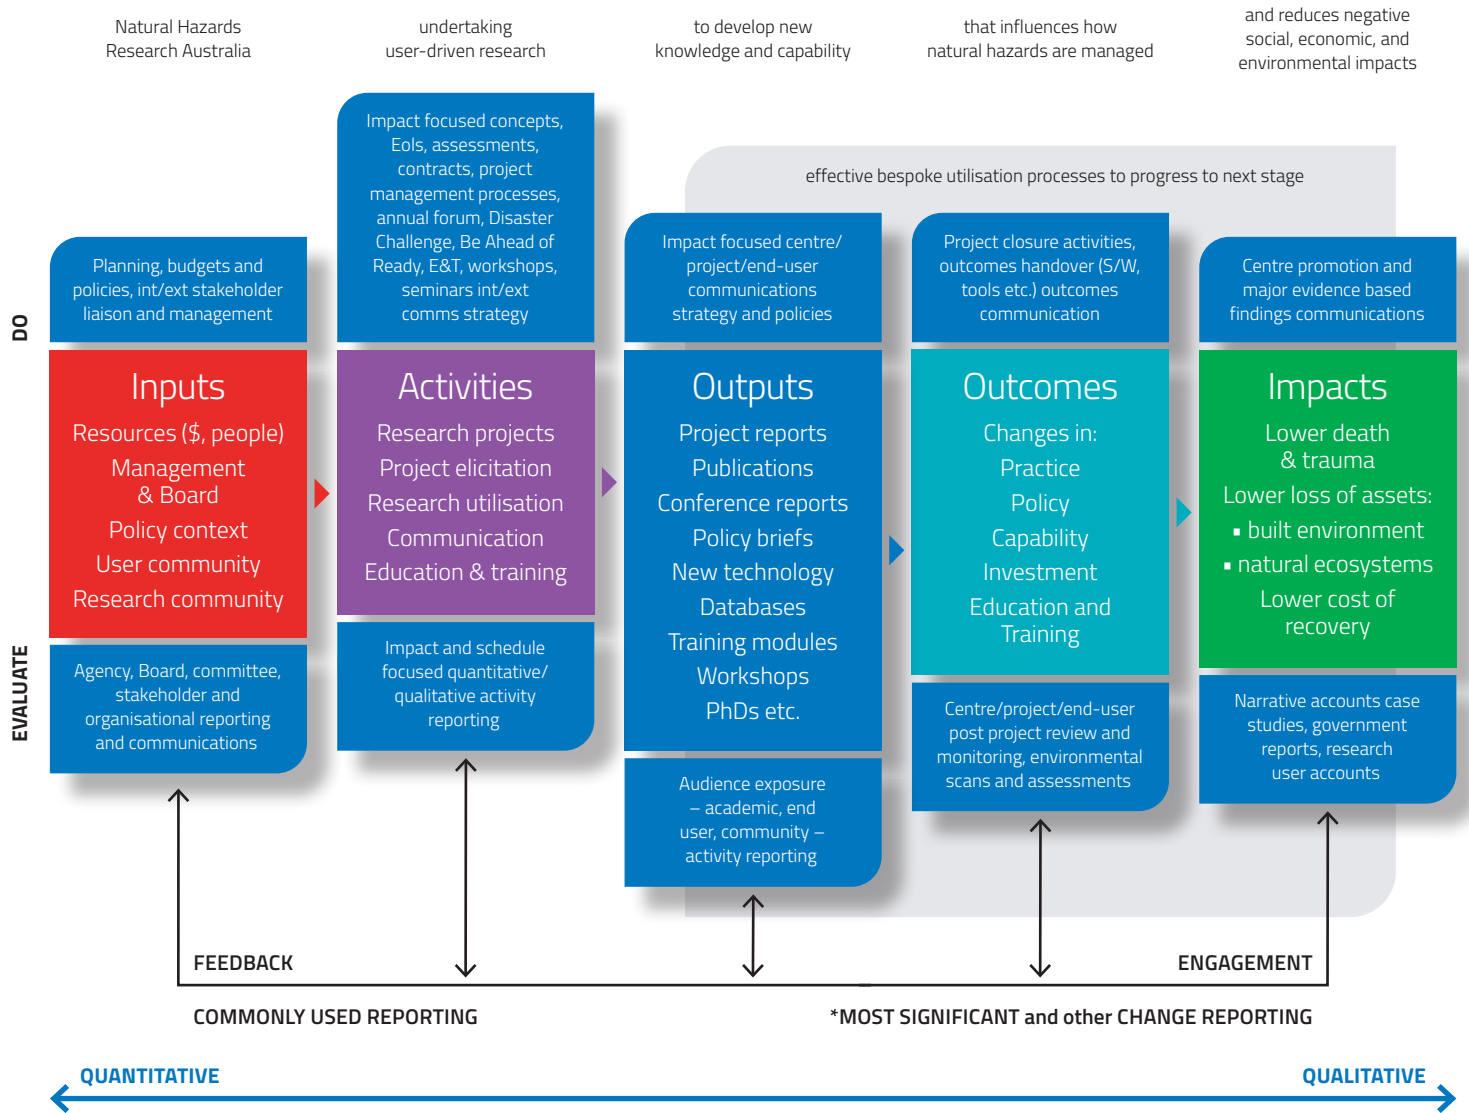 Natural Hazards
Research Australia
undertaking
user-driven research
to develop new
knowledge and capability
that influences how
natural hazards are managed
and reduces negative
social, economic, and
environmental impacts
effective bespoke utilisation processes to progress to next stage
DO
Planning, budgets and
policies, int/ext stakeholder
liaison and management
Impact focused concepts,
EoIs, assessments,
contracts, project
management processes,
annual forum, Disaster
Challenge, Be Ahead of
Ready, E&T, workshops,
seminars int/ext
comms strategy
Impact focused centre/
project/end-user
communications
strategy and policies
Project closure activities,
outcomes handover (S/W,
tools etc.) outcomes
communication
Centre promotion and
major evidence based
findings communications
Inputs
Resources ($, people)
Management
& Board
Policy context
User community
Research community
Activities
Research projects
Project elicitation
Research utilisation
Communication
Education & training
Outputs
Project reports
Publications
Conference reports
Policy briefs
New technology
Databases
Training modules
Workshops
PhDs etc.
Outcomes
Changes in:
Practice
Policy
Capability
Investment
Education and
Training
Impacts
Lower death
& trauma
Lower loss of assets:
▪ built environment
▪ natural ecosystems
Lower cost of
recovery
EVALUATE
Agency, Board, committee,
stakeholder and
organisational reporting
and communications
Impact and schedule
focused quantitative/
qualitative activity
reporting
Audience exposure
– academic, end
user, community –
activity reporting
Centre/project/end-user
post project review and
monitoring, environmental
scans and assessments
Narrative accounts case
studies, government
reports, research
user accounts
FEEDBACK
ENGAGEMENT
COMMONLY USED REPORTING
*MOST SIGNIFICANT and other CHANGE REPORTING
QUANTITATIVE
QUALITATIVE